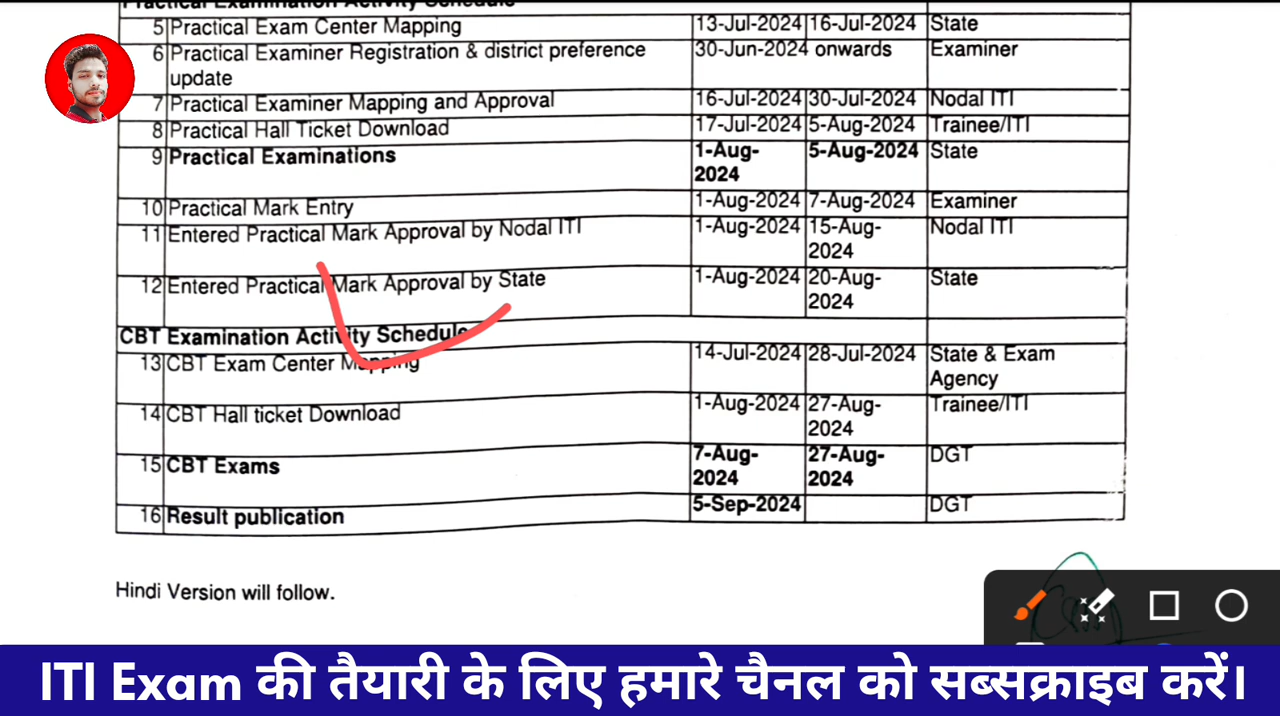 Practical Examination Activity Schedule
5 Practical Exam Center Mapping 13-Jul-2024 16-Jul-2024 State
6 Practical Examiner Registration & district preference update 30-Jun-2024 onwards Examiner
7 Practical Examiner Mapping and Approval 16-Jul-2024 30-Jul-2024 Nodal ITI
8 Practical Hall Ticket Download 17-Jul-2024 5-Aug-2024 Trainee/ITI
9 Practical Examinations 1-Aug-2024 5-Aug-2024 State
10 Practical Mark Entry 1-Aug-2024 7-Aug-2024 Examiner
11 Entered Practical Mark Approval by Nodal ITI 1-Aug-2024 15-Aug-2024 Nodal ITI
12 Entered Practical Mark Approval by State 1-Aug-2024 20-Aug-2024 State
CBT Examination Activity Schedule
13 CBT Exam Center Mapping 14-Jul-2024 28-Jul-2024 State & Exam Agency
14 CBT Hall ticket Download 1-Aug-2024 27-Aug-2024 Trainee/ITI
15 CBT Exams 7-Aug-2024 27-Aug-2024 DGT
16 Result publication 5-Sep-2024 DGT
Hindi Version will follow.
ITI Exam की तैयारी के लिए हमारे चैनल को सब्सक्राइब करें।